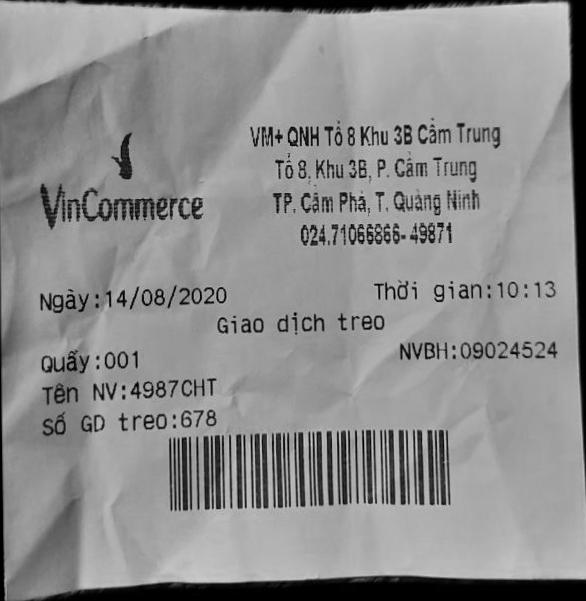 VinCommerce
VM+ QNH Tổ 8 Khu 3B Cẩm Trung
Tổ 8, Khu 3B, P. Cẩm Trung
TP. Cẩm Phả, T. Quảng Ninh
024.71066866-49871
Ngày:14/08/2020 Thời gian:10:13
Giao dịch treo
Quầy:001 NVBH:09024524
Tên NV:4987CHT
Số GD treo:678